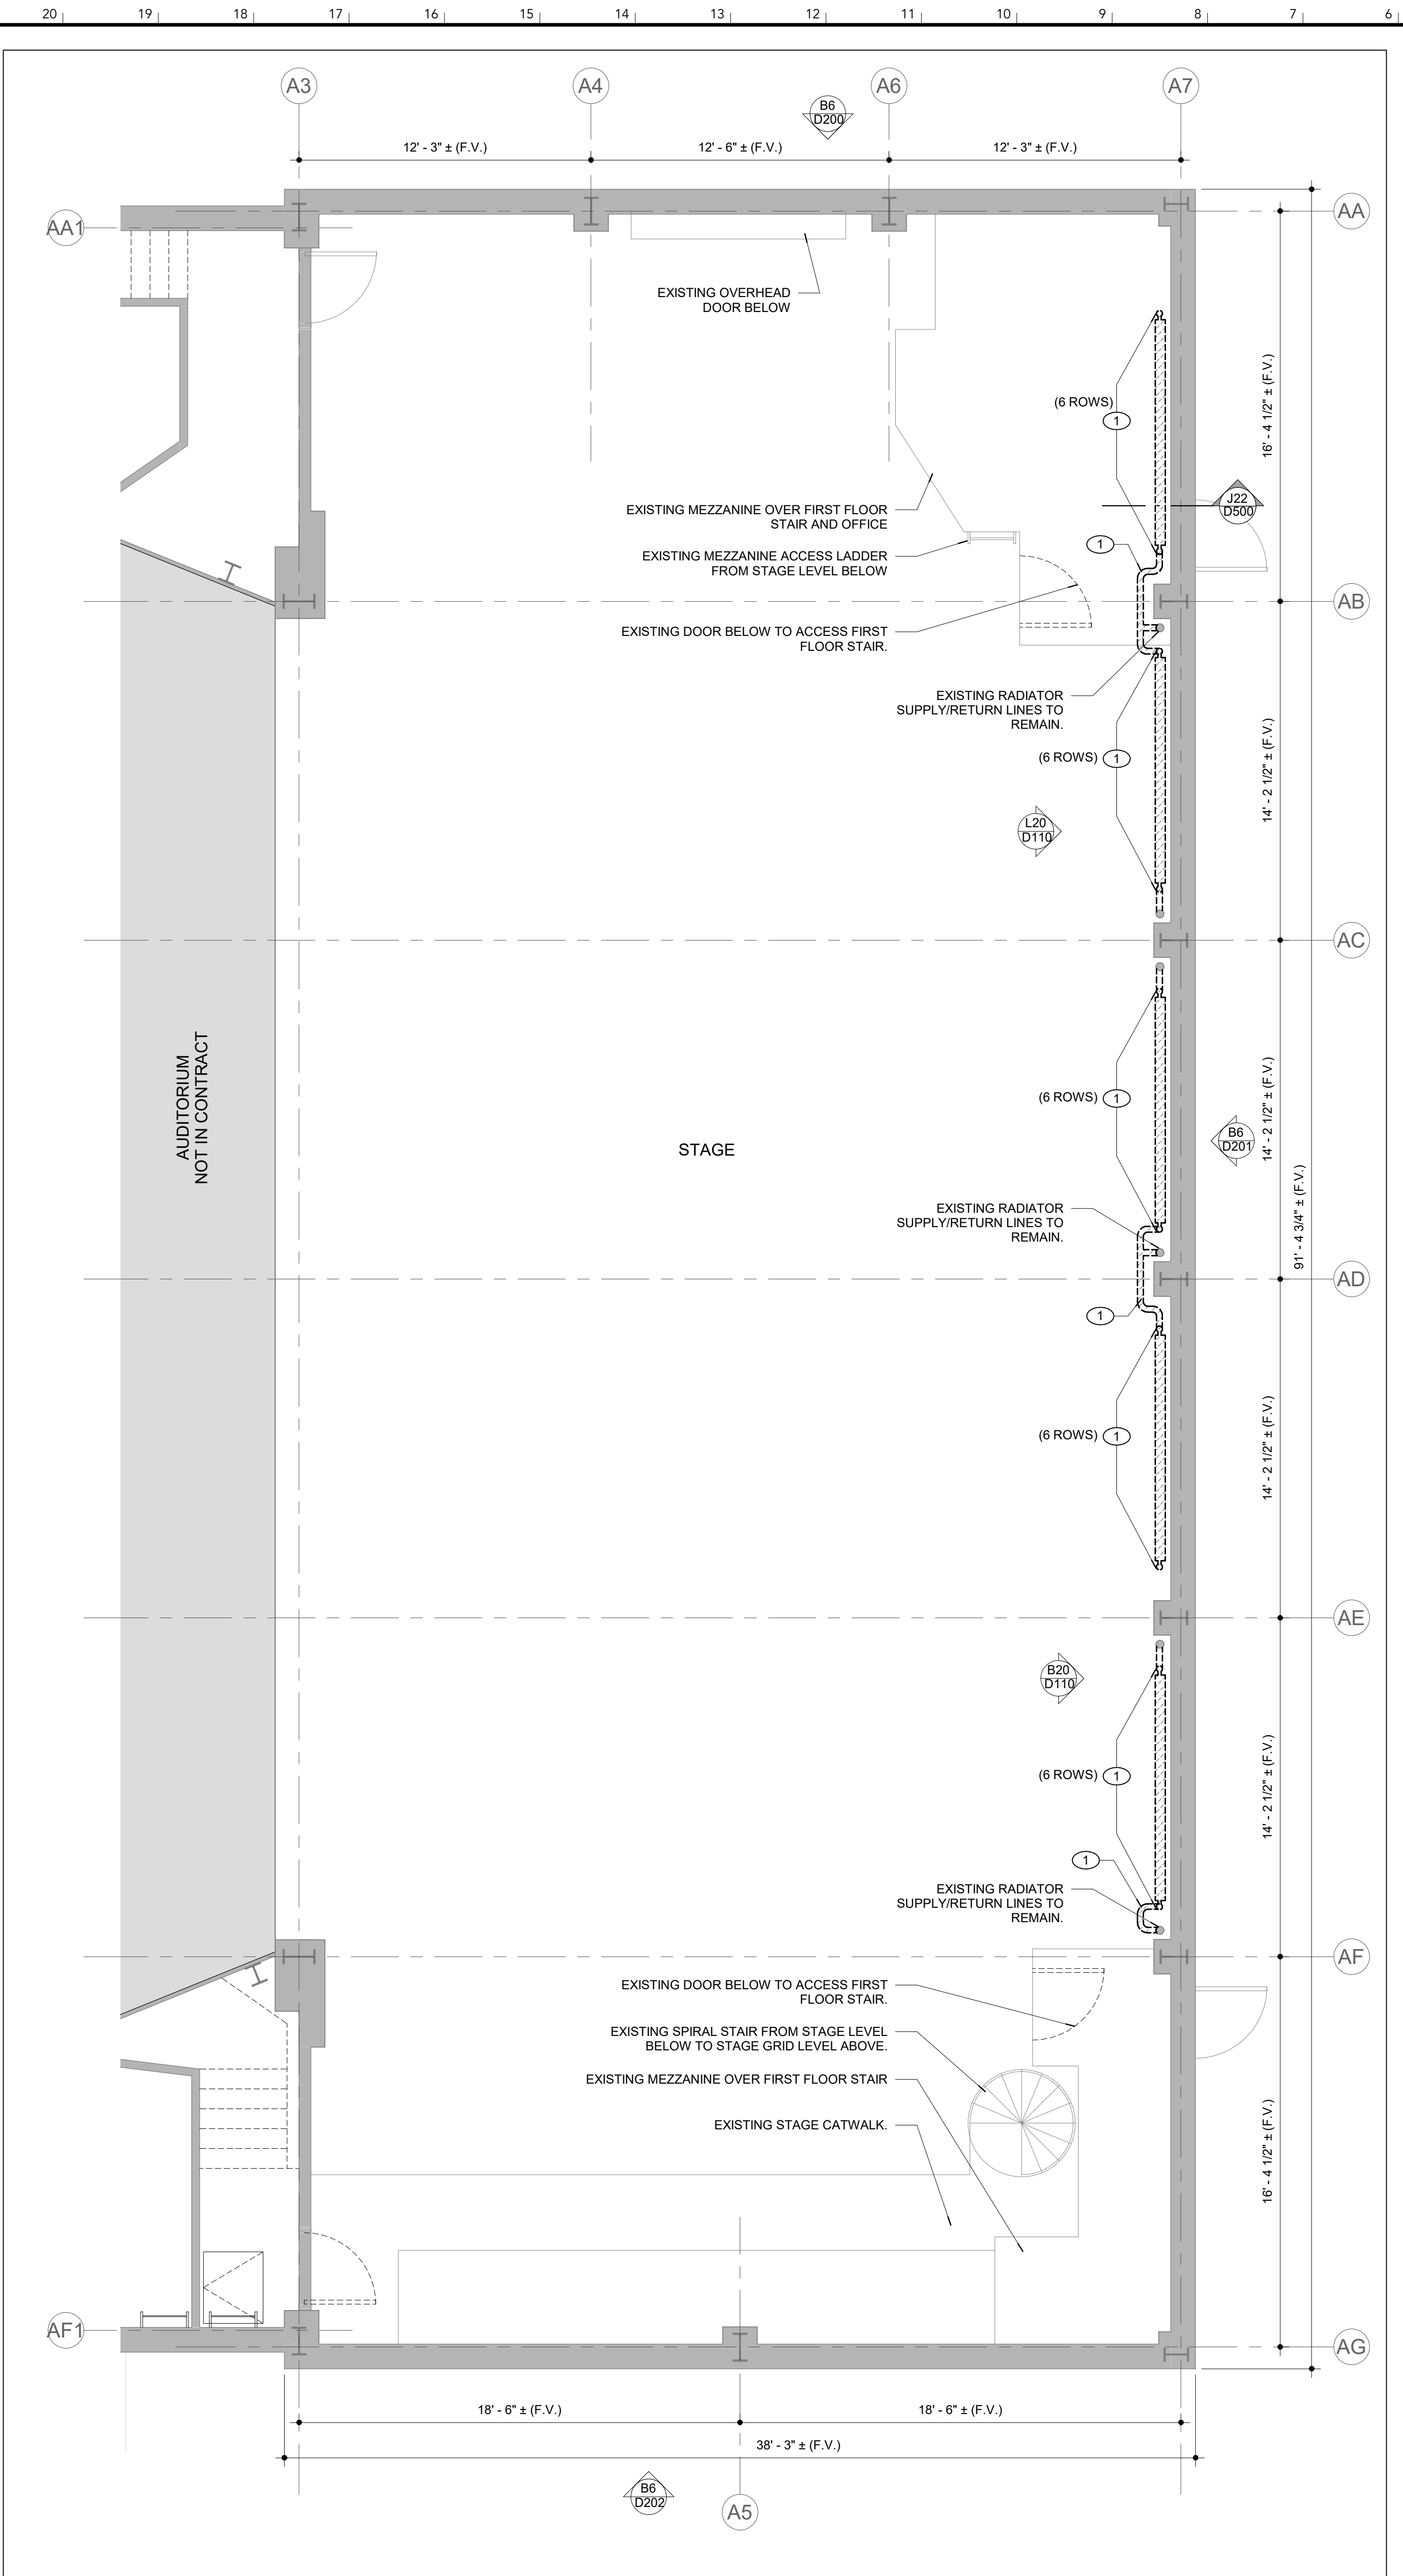 20 19 18 17 16 15 14 13 12 11 10 9 8 7 6
A3 A4 A6 A7
B6
D200
12' - 3" ± (F.V.) 12' - 6" ± (F.V.) 12' - 3" ± (F.V.)
AA1
AA
EXISTING OVERHEAD
DOOR BELOW
16' - 4 1/2" ± (F.V.)
(6 ROWS)
1
J22
D500
EXISTING MEZZANINE OVER FIRST FLOOR
STAIR AND OFFICE
1
EXISTING MEZZANINE ACCESS LADDER
FROM STAGE LEVEL BELOW
AB
EXISTING DOOR BELOW TO ACCESS FIRST
FLOOR STAIR.
EXISTING RADIATOR
SUPPLY/RETURN LINES TO
REMAIN.
(6 ROWS) 1
14' - 2 1/2" ± (F.V.)
L20
D110
AC
AUDITORIUM
NOT IN CONTRACT
(6 ROWS) 1
14' - 2 1/2" ± (F.V.)
B6
D201
STAGE
91' - 4 3/4" ± (F.V.)
EXISTING RADIATOR
SUPPLY/RETURN LINES TO
REMAIN.
AD
1
(6 ROWS) 1
14' - 2 1/2" ± (F.V.)
AE
B20
D110
(6 ROWS) 1
14' - 2 1/2" ± (F.V.)
1
EXISTING RADIATOR
SUPPLY/RETURN LINES TO
REMAIN.
AF
EXISTING DOOR BELOW TO ACCESS FIRST
FLOOR STAIR.
EXISTING SPIRAL STAIR FROM STAGE LEVEL
BELOW TO STAGE GRID LEVEL ABOVE.
EXISTING MEZZANINE OVER FIRST FLOOR STAIR
EXISTING STAGE CATWALK.
16' - 4 1/2" ± (F.V.)
AF1
AG
18' - 6" ± (F.V.) 18' - 6" ± (F.V.)
38' - 3" ± (F.V.)
B6
D202
A5